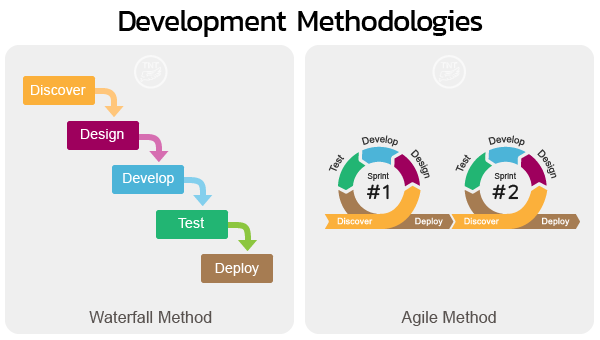 Development Methodologies
Discover
Design
Develop
Test
Deploy
Waterfall Method
Test
Develop
Design
Sprint
#1
Discover
Deploy
Test
Develop
Design
Sprint
#2
Discover
Deploy
Agile Method